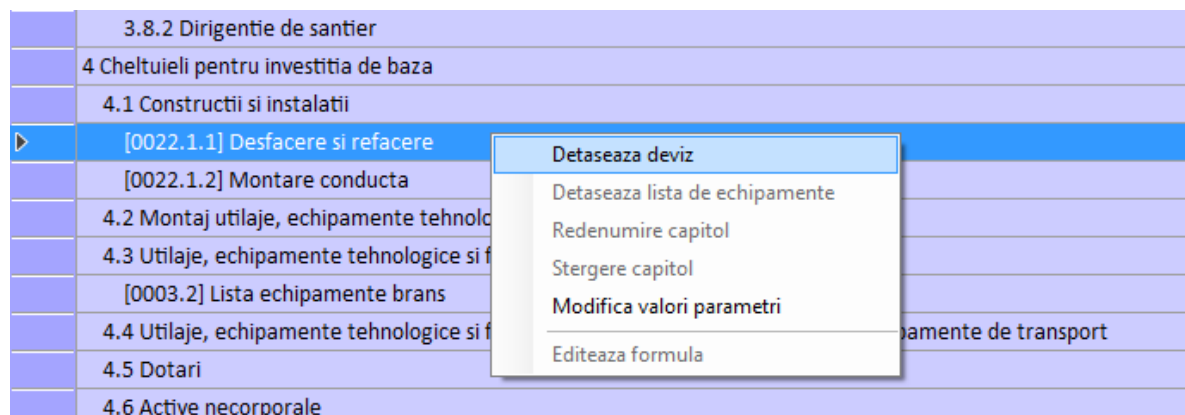 3.8.2 Dirigentie de santier
4 Cheltuieli pentru investitia de baza
4.1 Constructii si instalatii
[0022.1.1] Desfacere si refacere
Detaseaza deviz
[0022.1.2] Montare conducta
Detaseaza lista de echipamente
4.2 Montaj utilaje, echipamente
Redenumire capitol
4.3 Utilaje, echipamente tehnologice si
Stergere capitol
[0003.2] Lista echipamente brans
Modifica valori parametri
4.4 Utilaje, echipamente tehnologice si de transport
Editeaza formula
4.5 Dotari
4.6 Active necorporale